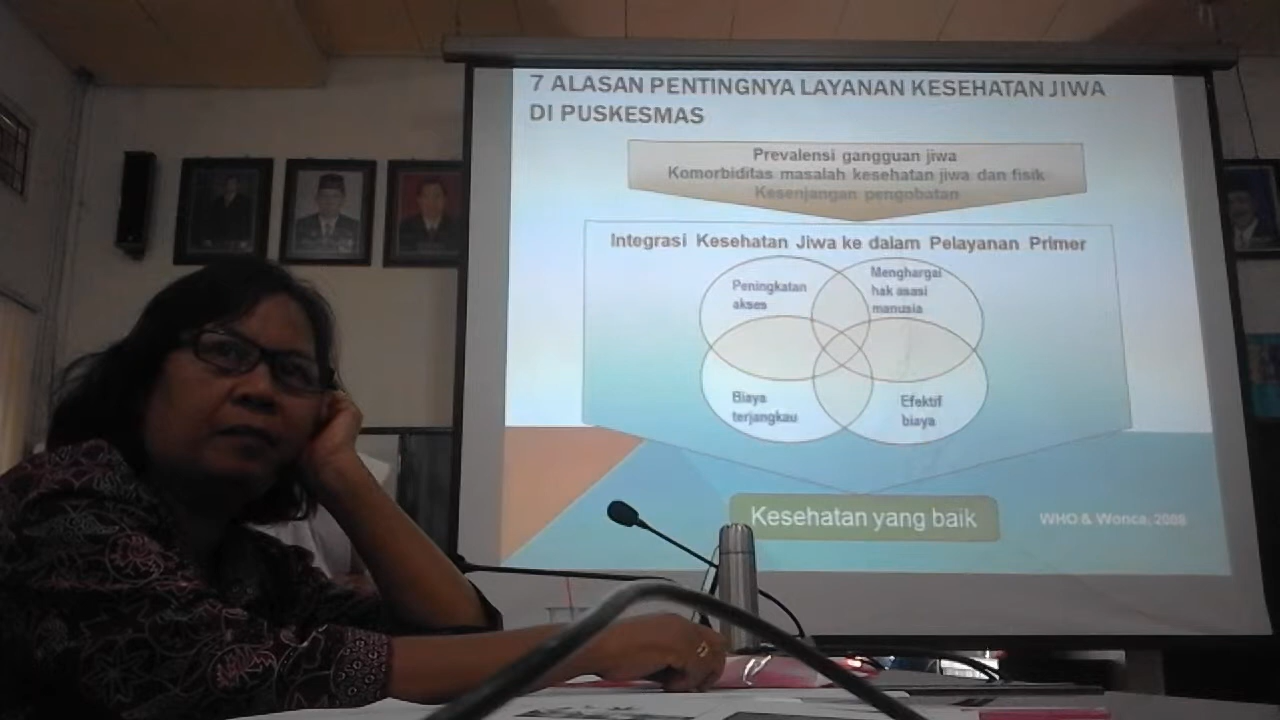 7 ALASAN PENTINGNYA LAYANAN KESEHATAN JIWA
DI PUSKESMAS
Prevalensi gangguan jiwa
Komorbiditas masalah kesehatan jiwa dan fisik
Kesenjangan pengobatan
Integrasi Kesehatan Jiwa ke dalam Pelayanan Primer
Peningkatan
akses
Menghargai
hak asasi
manusia
Biaya
terjangkau
Efektif
biaya
Kesehatan yang baik
WHO & Wonca, 2008